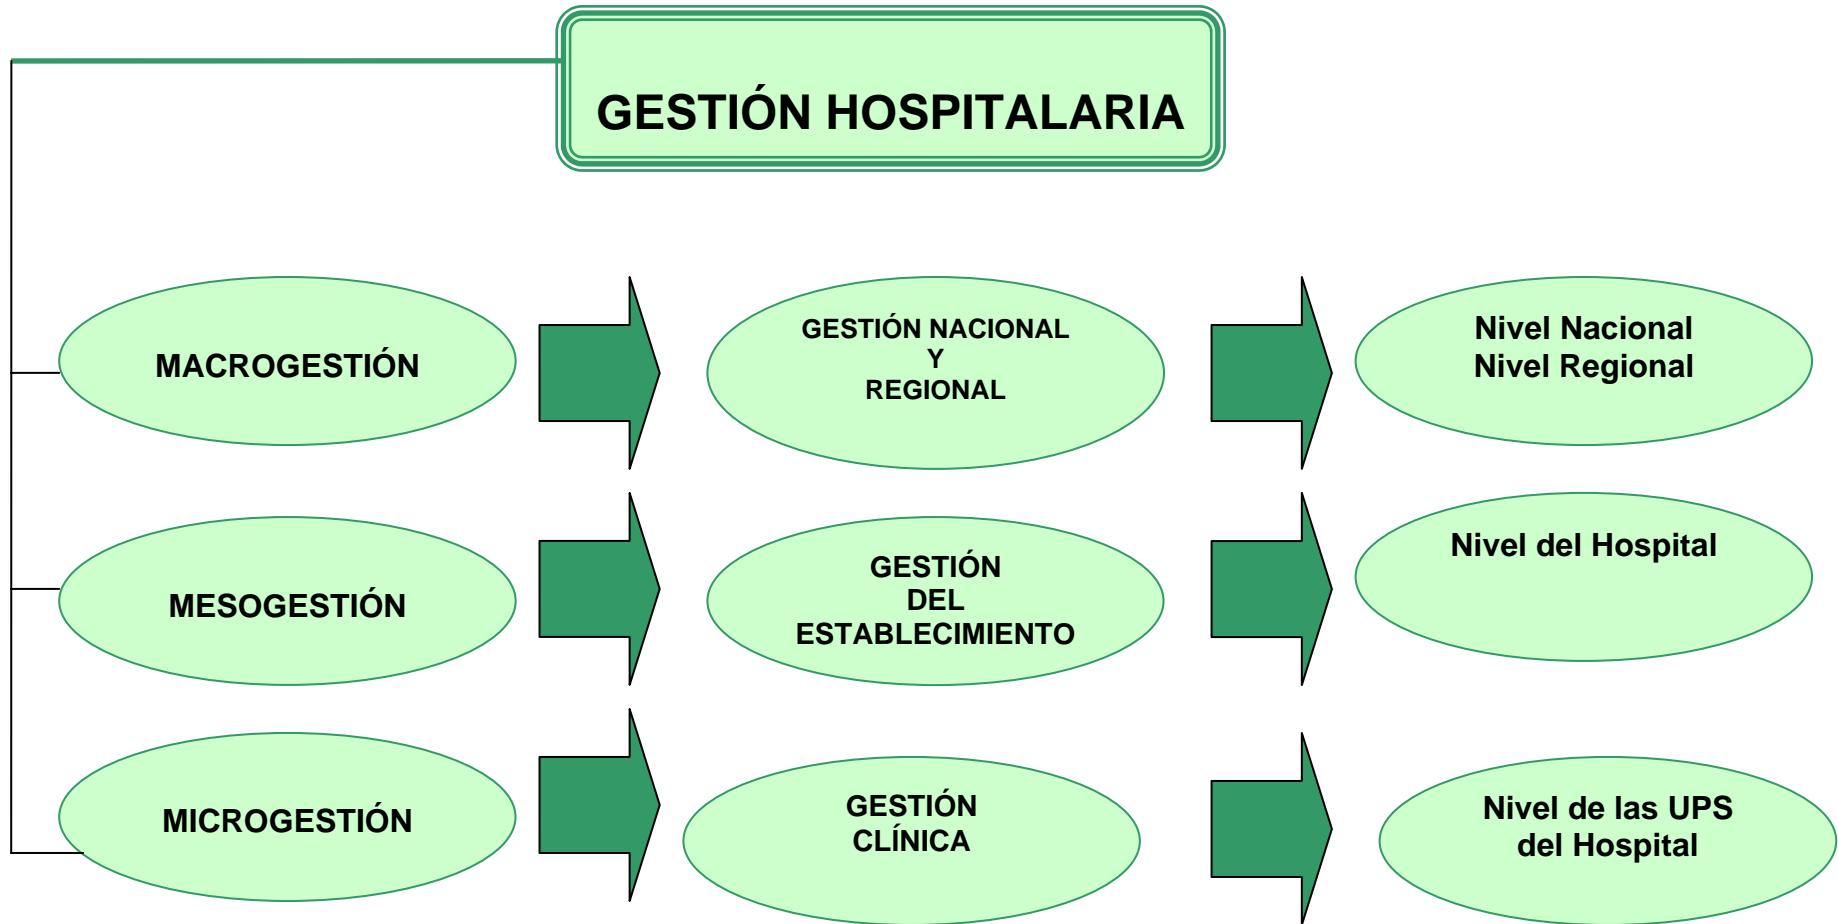 GESTIÓN HOSPITALARIA
MACROGESTIÓN
GESTIÓN NACIONAL
Y
REGIONAL
Nivel Nacional
Nivel Regional
MESOGESTIÓN
GESTIÓN
DEL
ESTABLECIMIENTO
Nivel del Hospital
MICROGESTIÓN
GESTIÓN
CLÍNICA
Nivel de las UPS
del Hospital